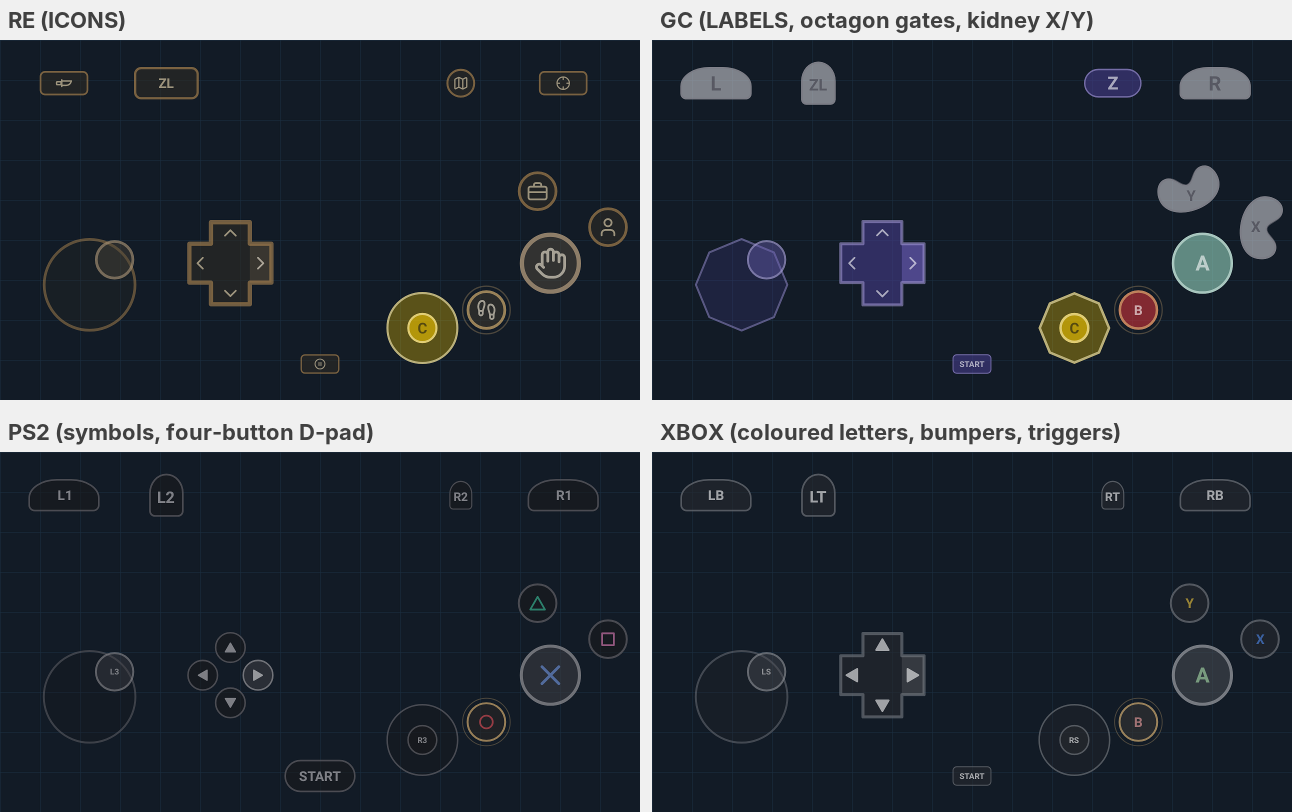 RE (ICONS)
ZL
C
GC (LABELS, octagon gates, kidney X/Y)
L
ZL
Z
R
Y
X
A
B
C
START
PS2 (symbols, four-button D-pad)
L1
L2
R2
R1
L3
R3
START
XBOX (coloured letters, bumpers, triggers)
LB
LT
RT
RB
Y
X
LS
A
B
RS
START